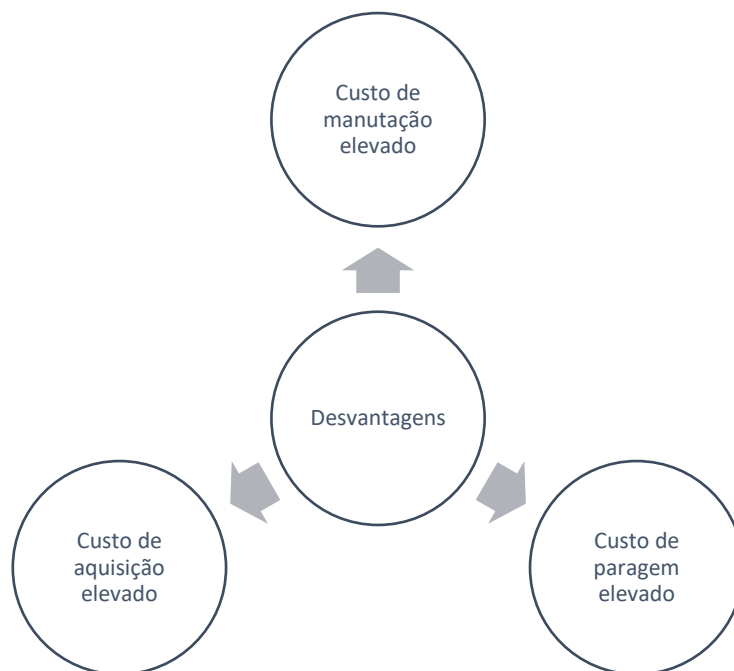 Custo de
manutação
elevado
Desvantagens
Custo de
aquisição
elevado
Custo de
paragem
elevado